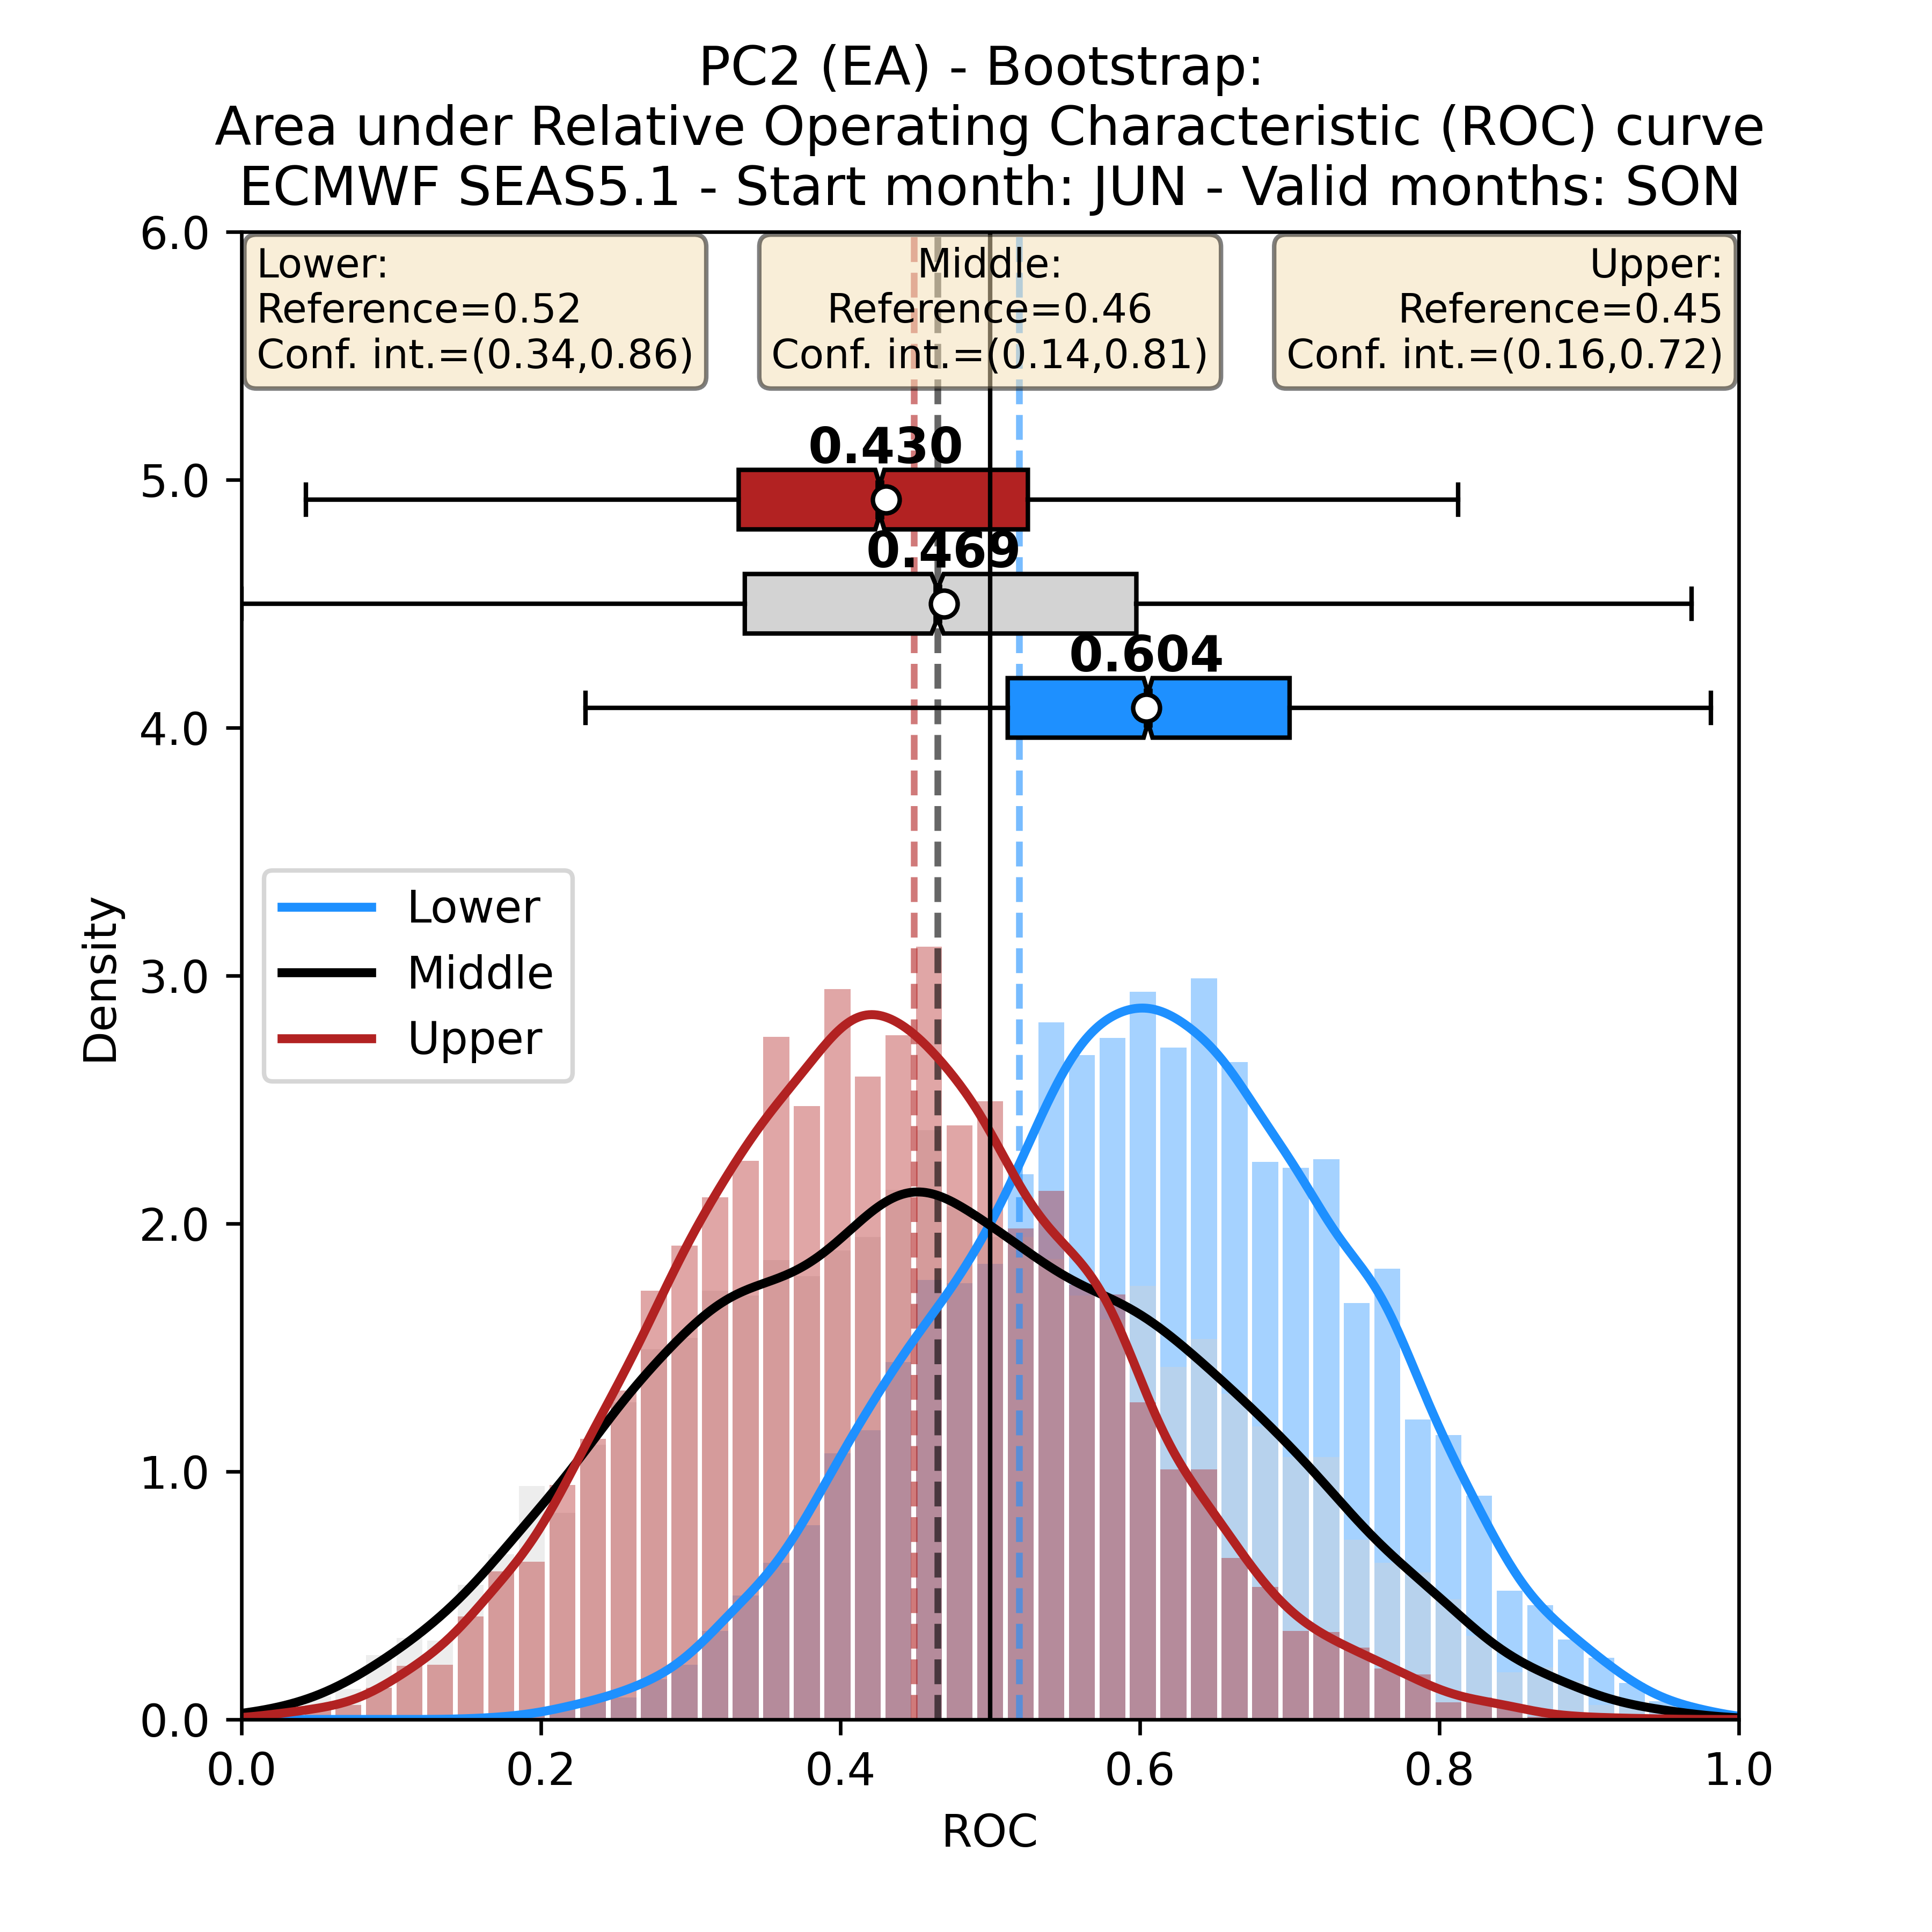 PC2 (EA) - Bootstrap:
Area under Relative Operating Characteristic (ROC) curve
ECMWF SEAS5.1 - Start month: JUN - Valid months: SON
Lower:
Reference=0.52
Conf. int.=(0.34,0.86)
Middle:
Reference=0.46
Conf. int.=(0.14,0.81)
Upper:
Reference=0.45
Conf. int.=(0.16,0.72)
6.0
5.0
4.0
3.0
2.0
1.0
0.0
Density
0.430
0.469
0.604
Lower
Middle
Upper
0.0
0.2
0.4
0.6
0.8
1.0
ROC